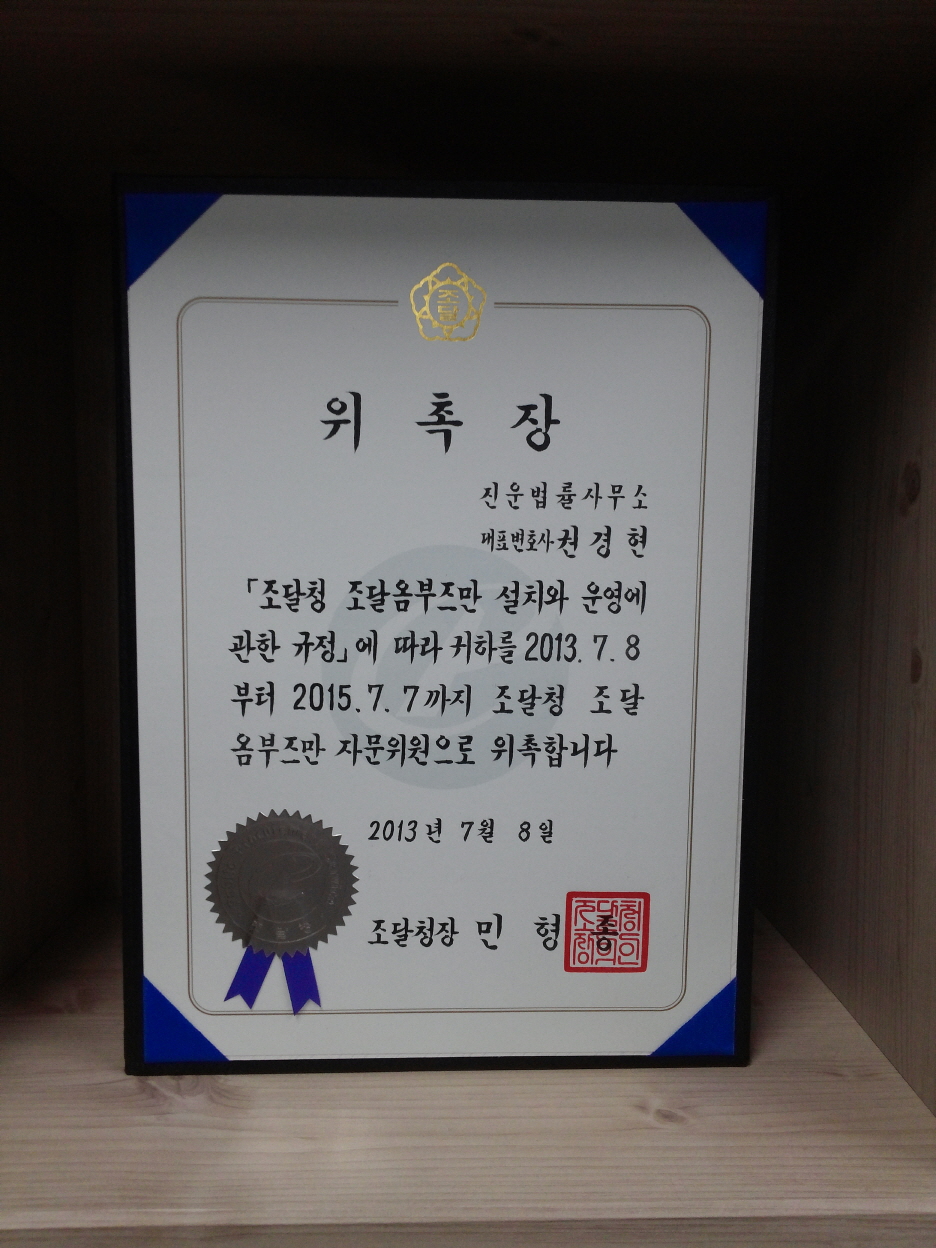 조달
위 촉 장
진운법률사무소
대표변호사 권 경 현
「조달청 조달옴부즈만 설치와 운영에
관한 규정」에 따라 귀하를 2013. 7. 8
부터 2015. 7. 7까지 조달청 조달
옴부즈만 자문위원으로 위촉합니다
2013년 7월 8일
조달청장 민 형 종